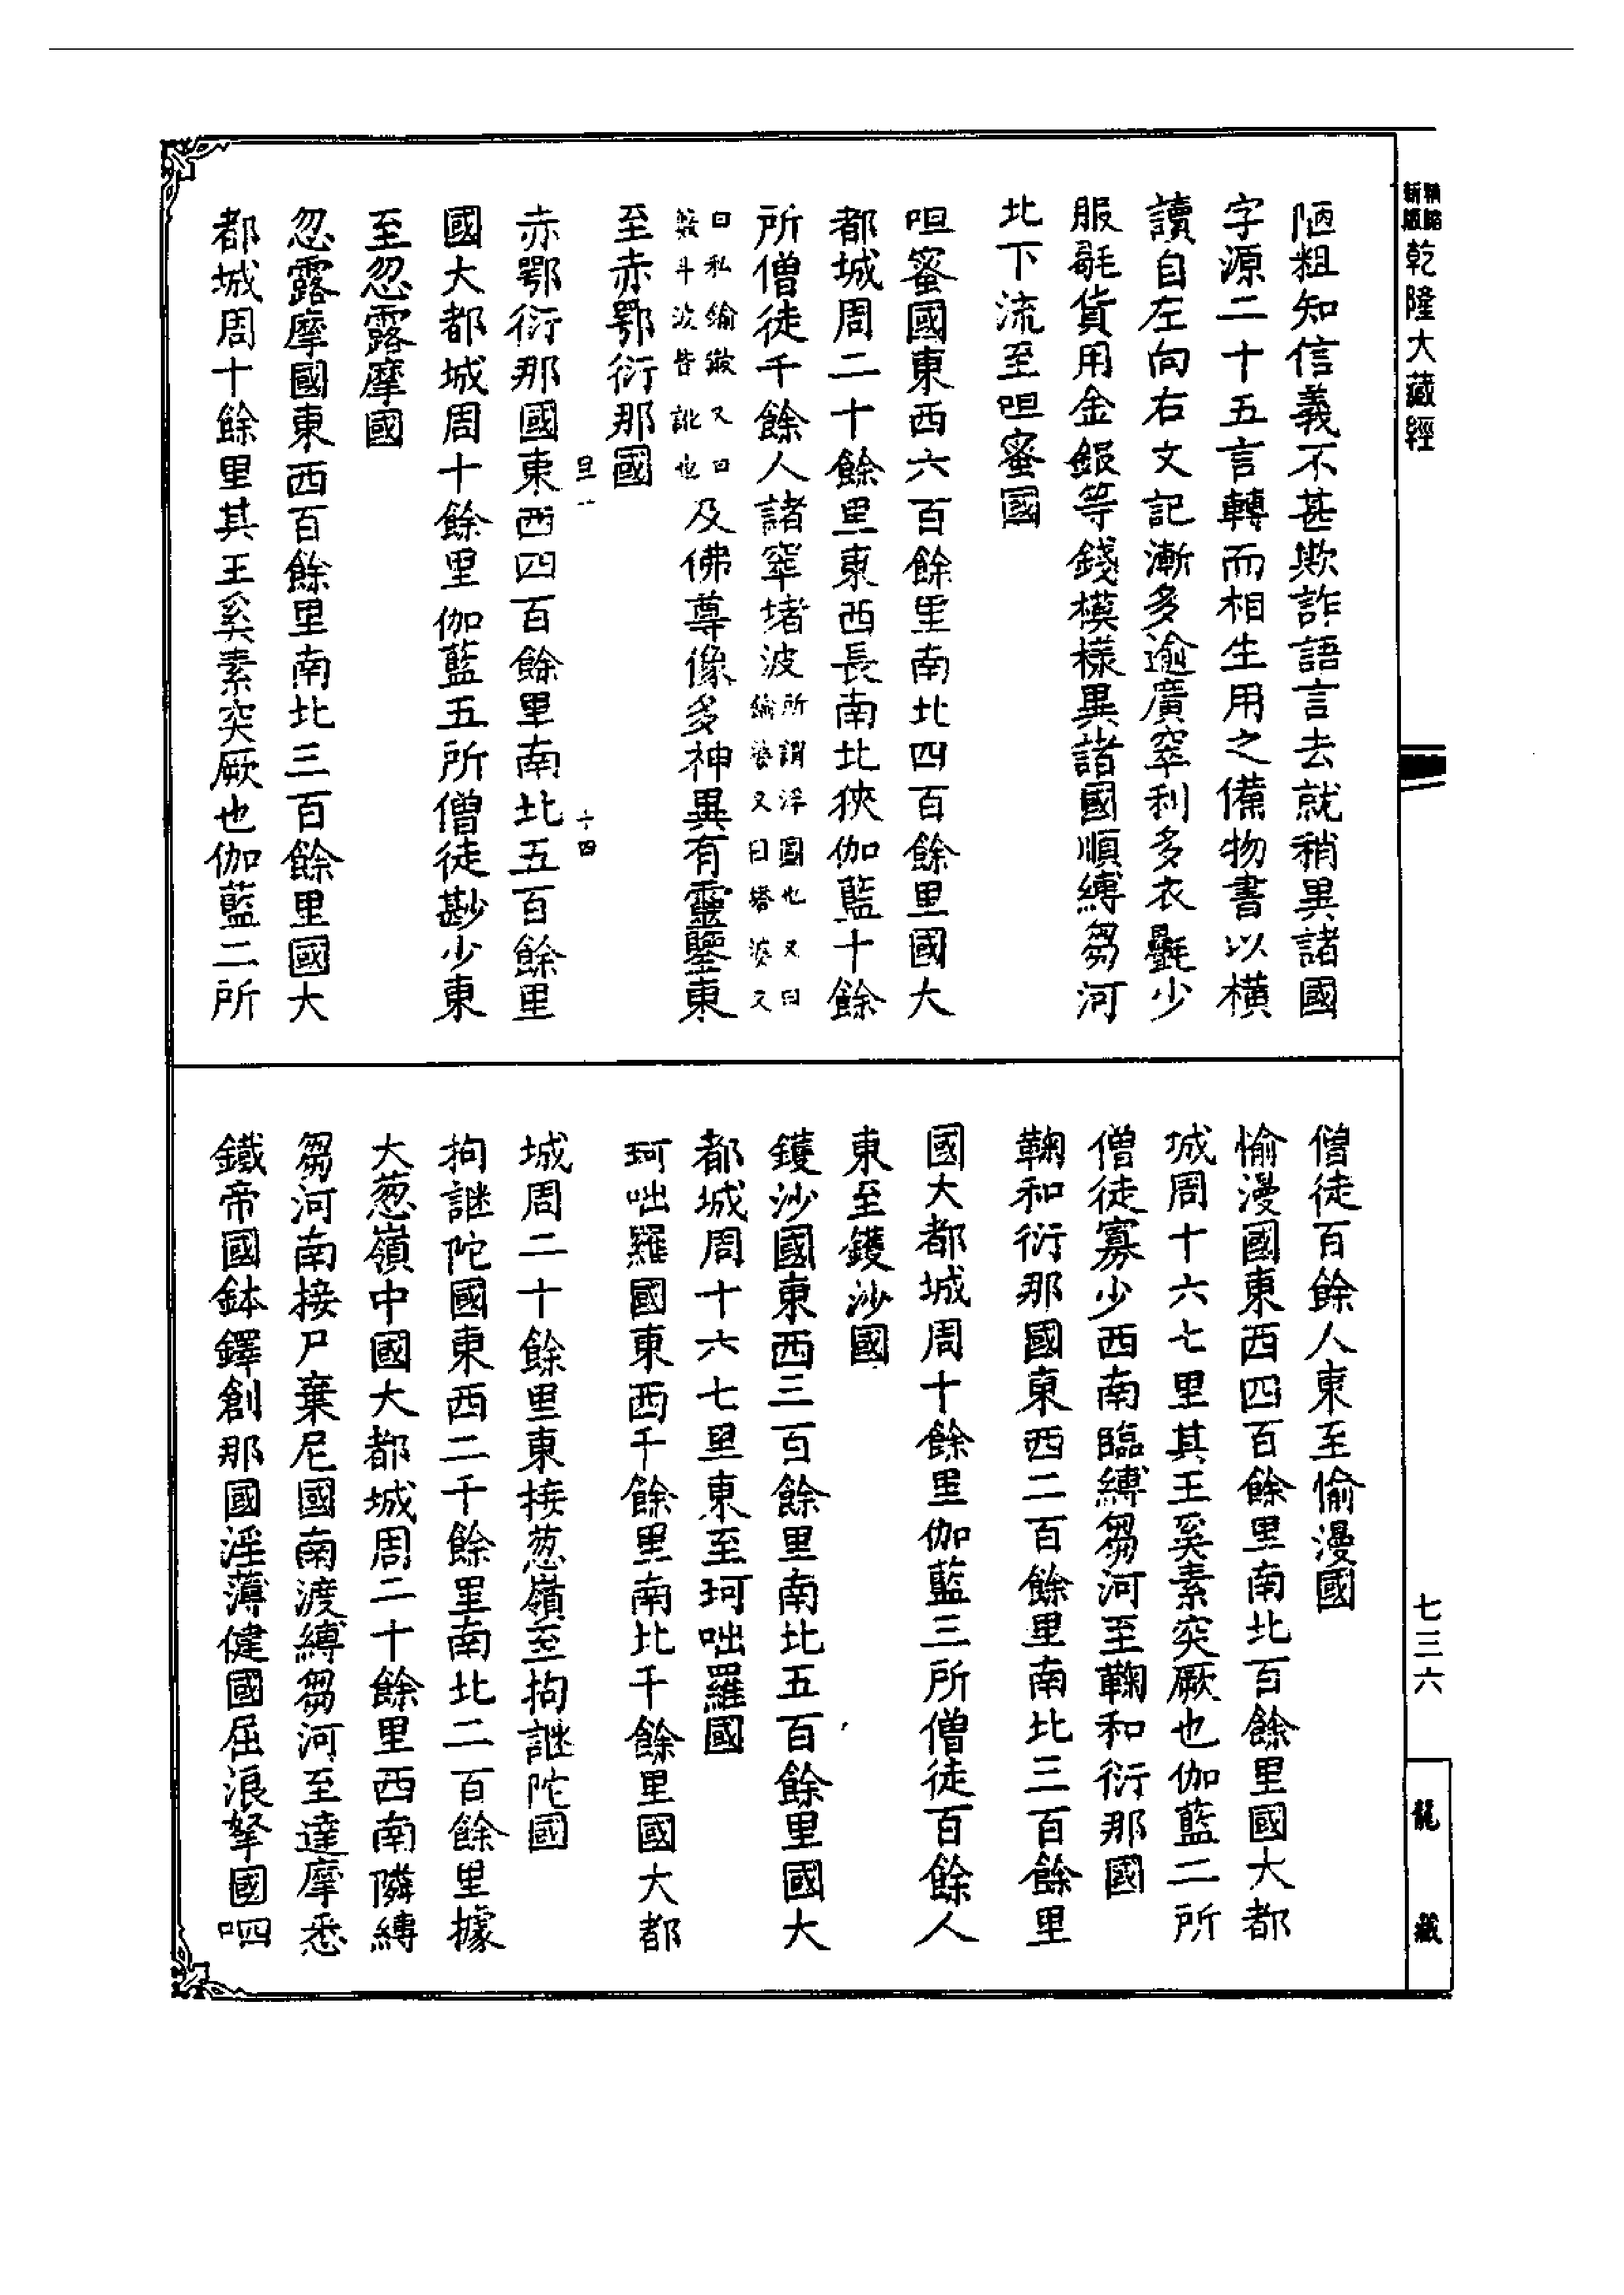 乾隆大藏經
陋粗知信義不甚欺詐語言去就稍異諸國
字源二十五言轉而相生用之備物書以橫
讀自左向右文記漸多逾廣窣利多衣㲲少
服毼貨用金銀等錢模樣異諸國順縛芻河
北下流至呾蜜國
呾蜜國東西六百餘里南北四百餘里國大
都城周二十餘里東西長南北狹伽藍十餘
所僧徒千餘人諸窣堵波所謂浮圖也又曰
鍮婆又曰塔婆又
曰私鍮簸又曰
藪斗波皆訛也及佛尊像多神異有靈鑒東
至赤鄂衍那國
十四
赤鄂衍那國東西四百餘里南北五百餘里
國大都城周十餘里伽藍五所僧徒尠少東
至忽露摩國
忽露摩國東西百餘里南北三百餘里國大
都城周十餘里其王奚素突厥也伽藍二所
僧徒百餘人東至愉漫國
愉漫國東西四百餘里南北百餘里國大都
城周十六七里其王奚素突厥也伽藍二所
僧徒寡少西南臨縛芻河至鞠和衍那國
鞠和衍那國東西二百餘里南北三百餘里
國大都城周十餘里伽藍三所僧徒百餘人
東至鑊沙國
鑊沙國東西三百餘里南北五百餘里國大
都城周十六七里東至珂咄羅國
珂咄羅國東西千餘里南北千餘里國大都
城周二十餘里東接葱嶺至拘謎陀國
拘謎陀國東西二千餘里南北二百餘里據
大葱嶺中國大都城周二十餘里西南隣縛
芻河南接尸棄尼國南渡縛芻河至達摩悉
鐵帝國鉢鐸創那國淫薄健國屈浪拏國呬
七三六
龍藏